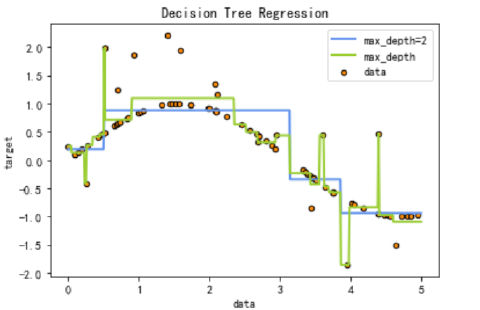 Decision Tree Regression
max_depth=2
max_depth
data
2.0
1.5
1.0
0.5
0.0
-0.5
-1.0
-1.5
-2.0
target
0 1 2 3 4 5
data